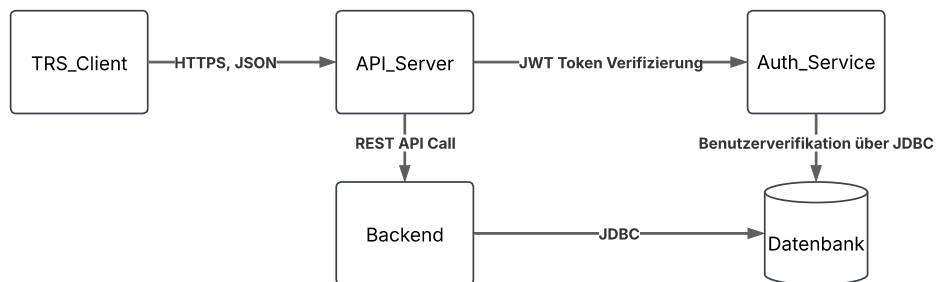 TRS_Client
HTTPS, JSON
API_Server
JWT Token Verifizierung
Auth_Service
REST API Call
Benutzerverifikation über JDBC
Backend
JDBC
Datenbank